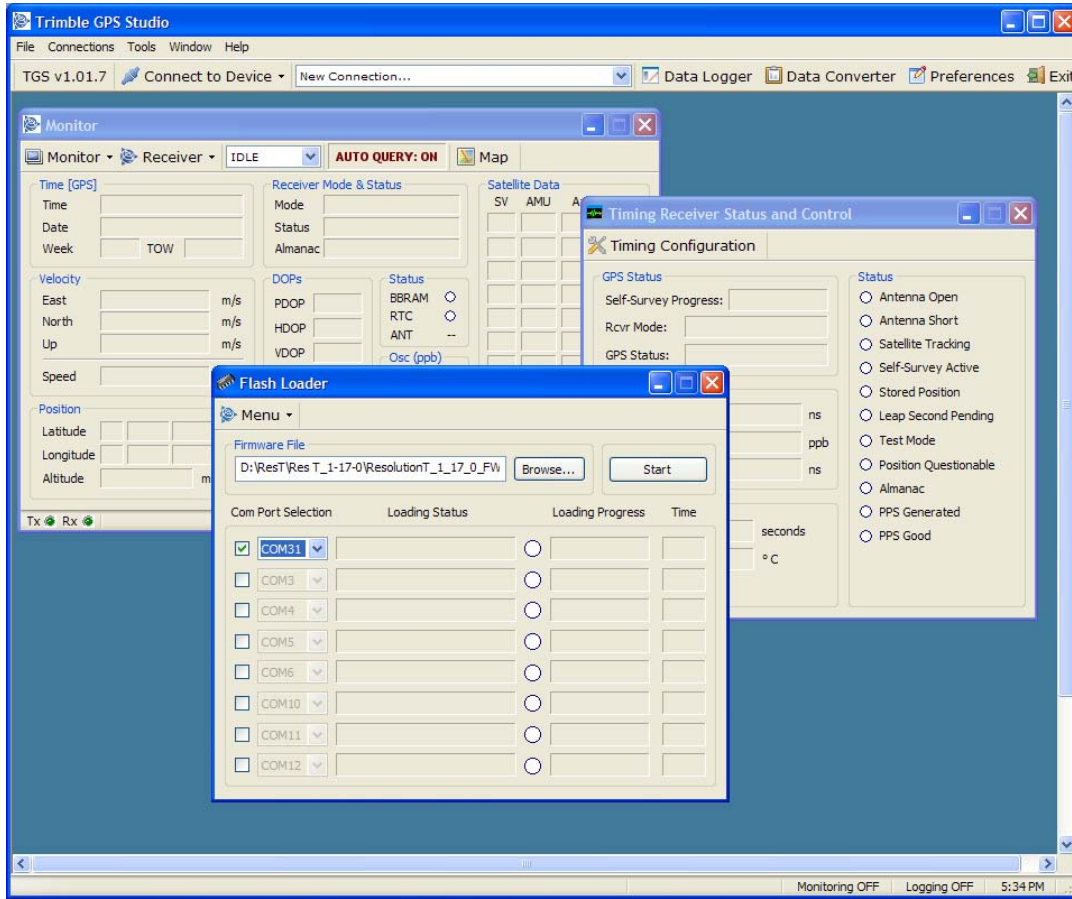 Trimble GPS Studio
File Connections Tools Window Help
TGS v1.01.7 Connect to Device New Connection... Data Logger Data Converter Preferences Exit
Monitor
Monitor Receiver IDLE AUTO QUERY: ON Map
Time [GPS]
Time
Date
Week TOW
Receiver Mode & Status
Mode
Status
Almanac
Satellite Data
SV AMU A
Velocity
East m/s
North m/s
Up m/s
Speed
DOPs
PDOP
HDOP
VDOP
Status
BBRAM
RTC
ANT --
Osc (ppb)
Position
Latitude
Longitude
Altitude m
Tx Rx
Timing Receiver Status and Control
Timing Configuration
GPS Status
Self-Survey Progress:
Rcvr Mode:
GPS Status:
ns
ppb
ns
seconds
° C
Status
Antenna Open
Antenna Short
Satellite Tracking
Self-Survey Active
Stored Position
Leap Second Pending
Test Mode
Position Questionable
Almanac
PPS Generated
PPS Good
Flash Loader
Menu
Firmware File
D:\ResT\Res T_1-17-0\ResolutionT_1_17_0_FW Browse... Start
Com Port Selection Loading Status Loading Progress Time
COM31
COM3
COM4
COM5
COM6
COM10
COM11
COM12
Monitoring OFF Logging OFF 5:34 PM